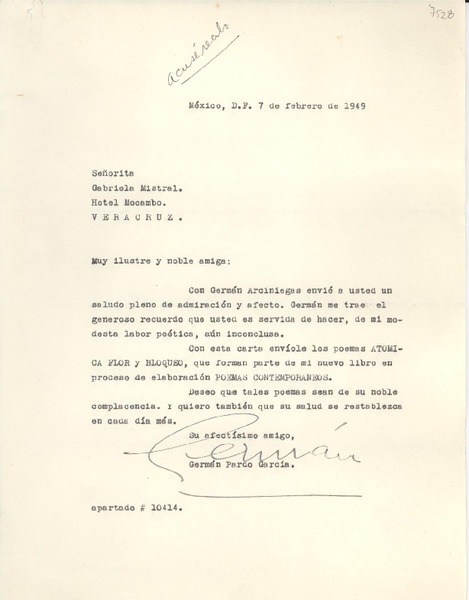 7528
acusé recibo
México, D.F. 7 de febrero de 1949
Señorita
Gabriela Mistral.
Hotel Mocambo.
V E R A C R U Z .
Muy ilustre y noble amiga:
Con Germán Arciniegas envié a usted un
saludo pleno de admiración y afecto. Germán me trae el
generoso recuerdo que usted es servida de hacer, de mi mo-
desta labor poética, aún inconclusa.
Con esta carta envíole los poemas ATOMI-
CA FLOR y BLOQUEO, que forman parte de mi nuevo libro en
proceso de elaboración POEMAS CONTEMPORANEOS.
Deseo que tales poemas sean de su noble
complacencia. Y quiero también que su salud se restablezca
en cada día más.
Su afectísimo amigo,
Germán
Germán Pardo García.
apartado # 10414.